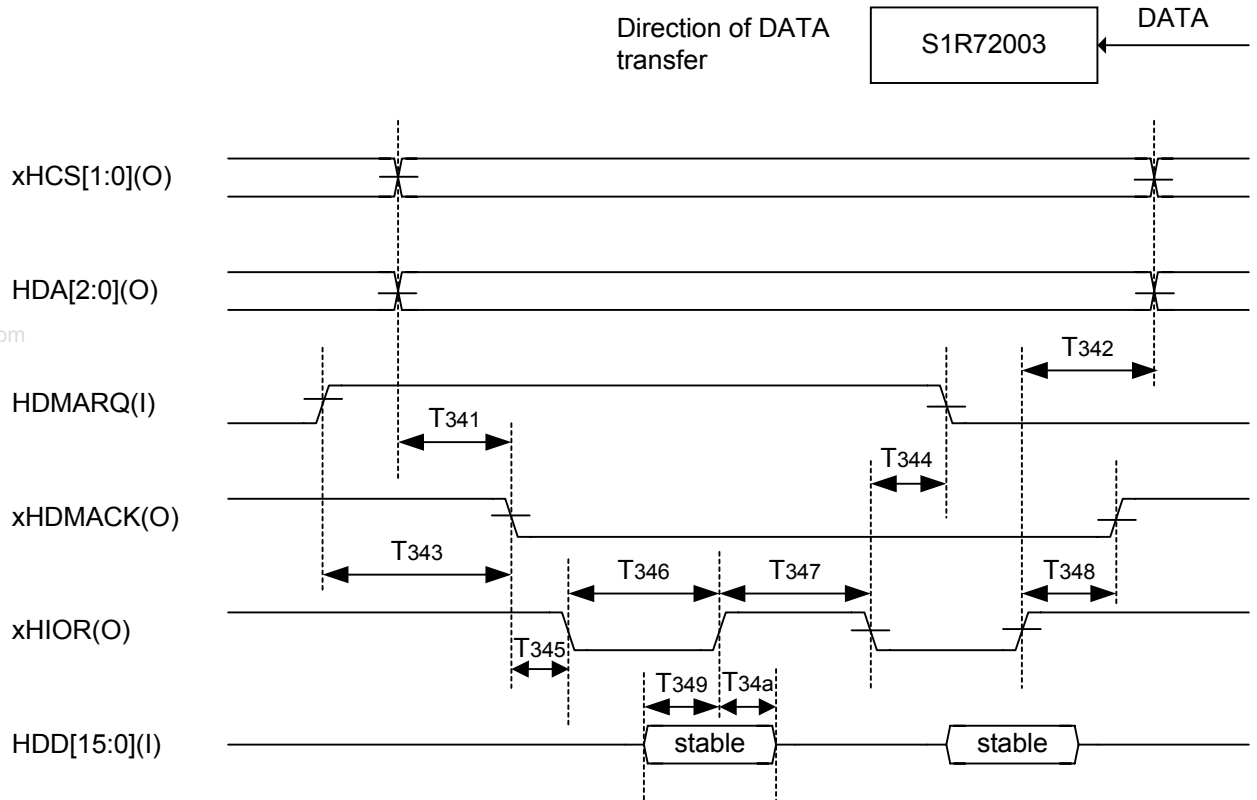 Direction of DATA
transfer
S1R72003
DATA
xHCS[1:0](O)
HDA[2:0](O)
om
T342
HDMARQ(I)
T341
T344
xHDMACK(O)
T343
T346
T347
T348
xHIOR(O)
T345
T349
T34a
HDD[15:0](I)
stable
stable